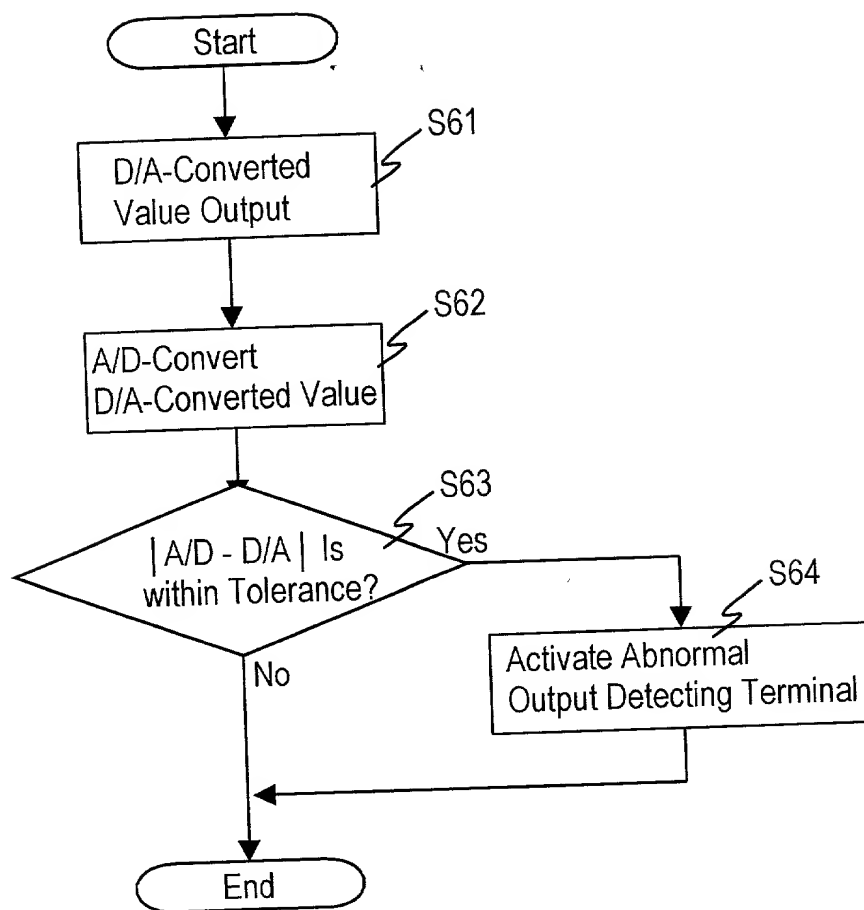 Start
S61
D/A-Converted
Value Output
S62
A/D-Convert
D/A-Converted Value
S63
| A/D - D/A | Is
within Tolerance?
Yes
No
S64
Activate Abnormal
Output Detecting Terminal
End